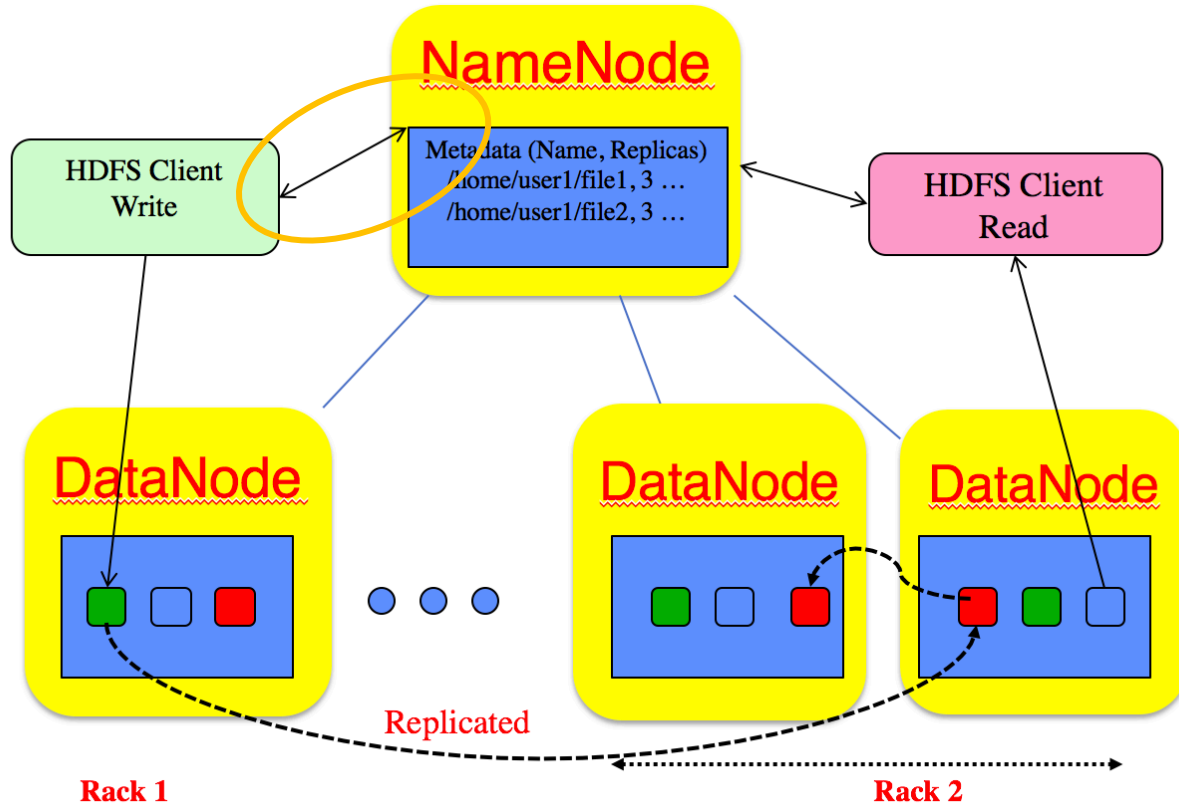 NameNode
Metadata (Name, Replicas)
/home/user1/file1, 3 ...
/home/user1/file2, 3 ...
HDFS Client
Write
HDFS Client
Read
DataNode
DataNode
DataNode
Replicated
Rack 1
Rack 2